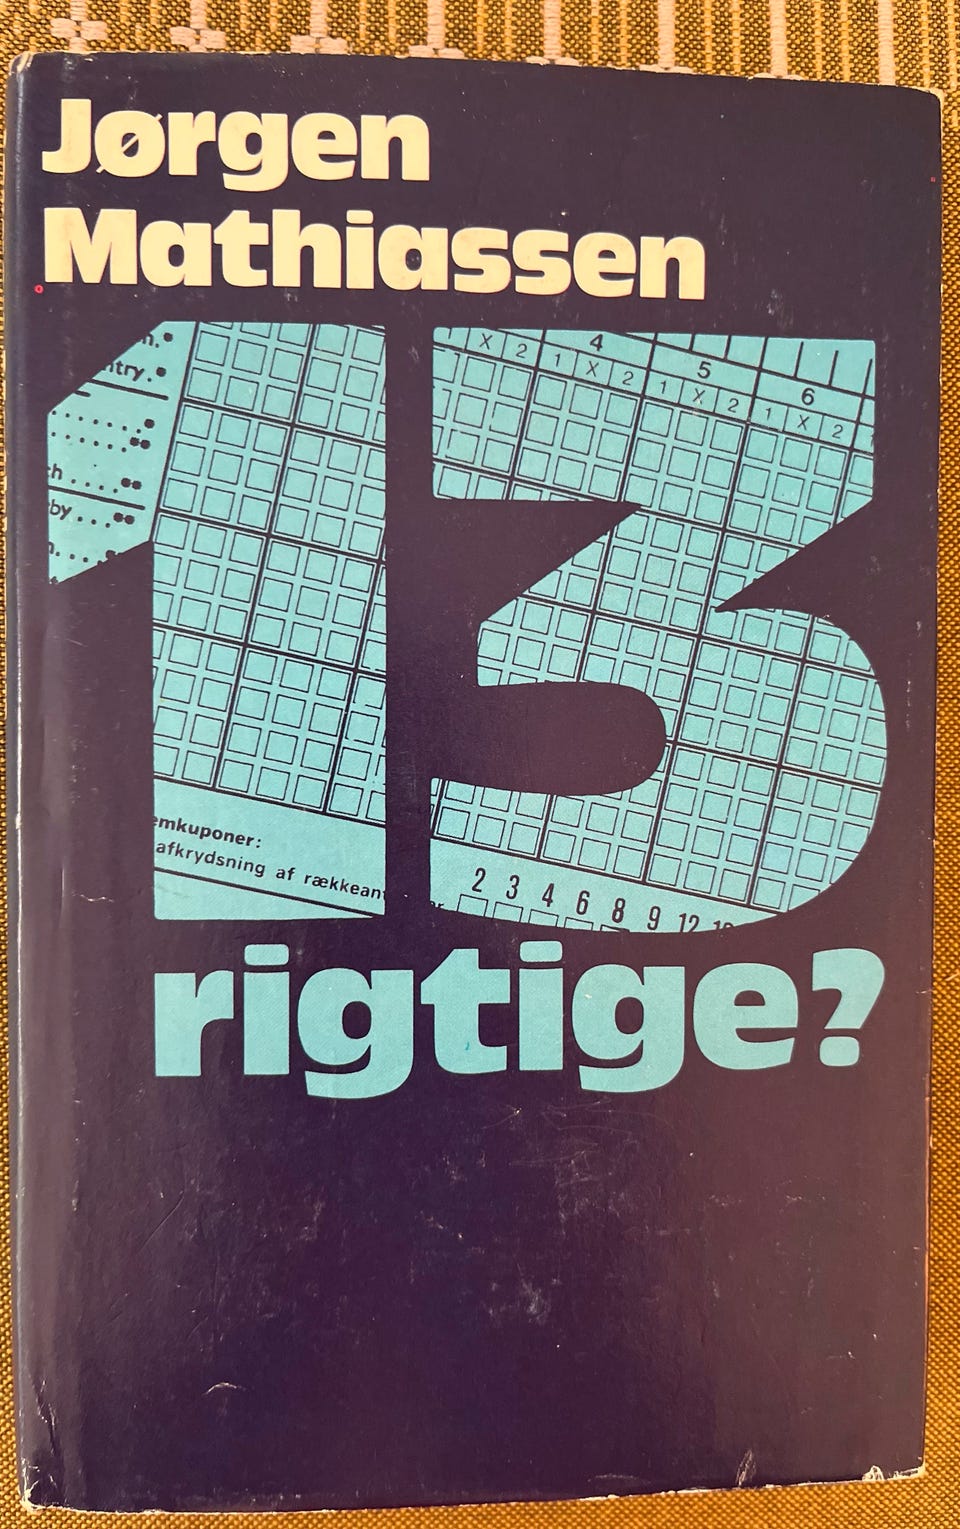 Jørgen
Mathiassen
13
n.
ntry.
ch ....
by ...
1 X 2 4 5 6
1 X 2 1 X 2 1 X 2
emkuponer:
afkrydsning af rækkeant
2 3 4 6 8 9 12
rigtige?